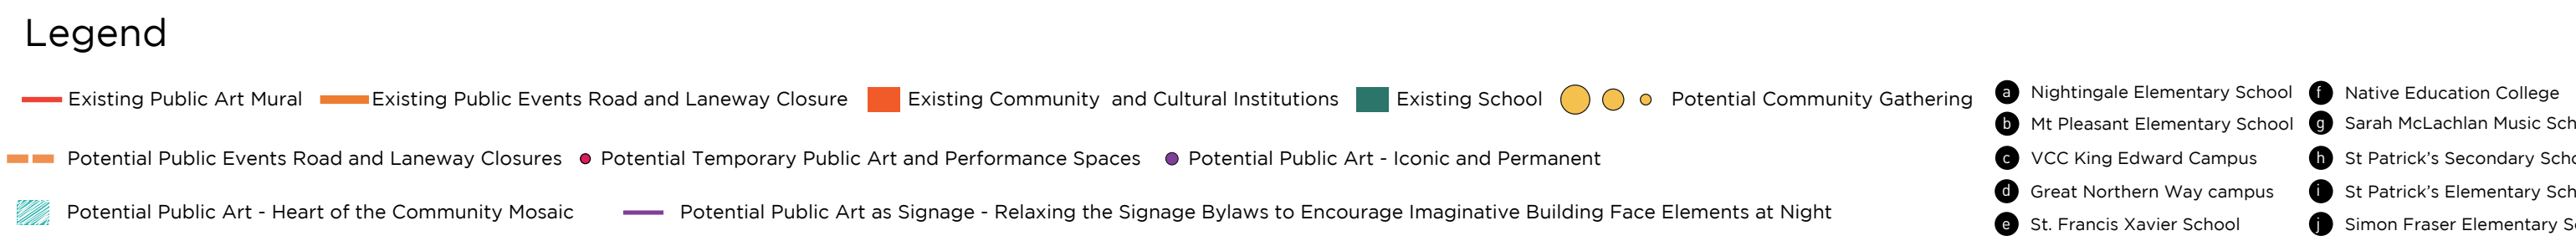 Legend
Existing Public Art Mural Existing Public Events Road and Laneway Closure Existing Community and Cultural Institutions Existing School Potential Community Gathering
Potential Public Events Road and Laneway Closures Potential Temporary Public Art and Performance Spaces Potential Public Art - Iconic and Permanent
Potential Public Art - Heart of the Community Mosaic Potential Public Art as Signage - Relaxing the Signage Bylaws to Encourage Imaginative Building Face Elements at Night
a Nightingale Elementary School
b Mt Pleasant Elementary School
c VCC King Edward Campus
d Great Northern Way campus
e St. Francis Xavier School
f Native Education College
g Sarah McLachlan Music
h St Patrick's Secondary
i St Patrick's Elementary
j Simon Fraser Elementary